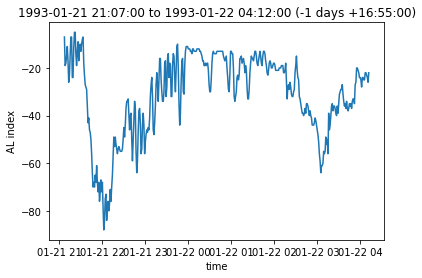 1993-01-21 21:07:00 to 1993-01-22 04:12:00 (-1 days +16:55:00)
−20
−40
−60
−80
AL index
01-21 21 01-21 22 01-21 23 01-22 00 01-22 01 01-22 02 01-22 03 01-22 04
time